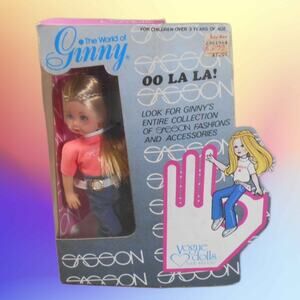 FOR CHILDREN OVER 3 YEARS OF AGE
The World of
Ginny
OO LA LA!
LOOK FOR GINNY'S
ENTIRE COLLECTION
OF SASSON FASHIONS
AND ACCESSORIES
SASSON
SASSON
SASSON
SASSON
SASSON
vogue
dolls